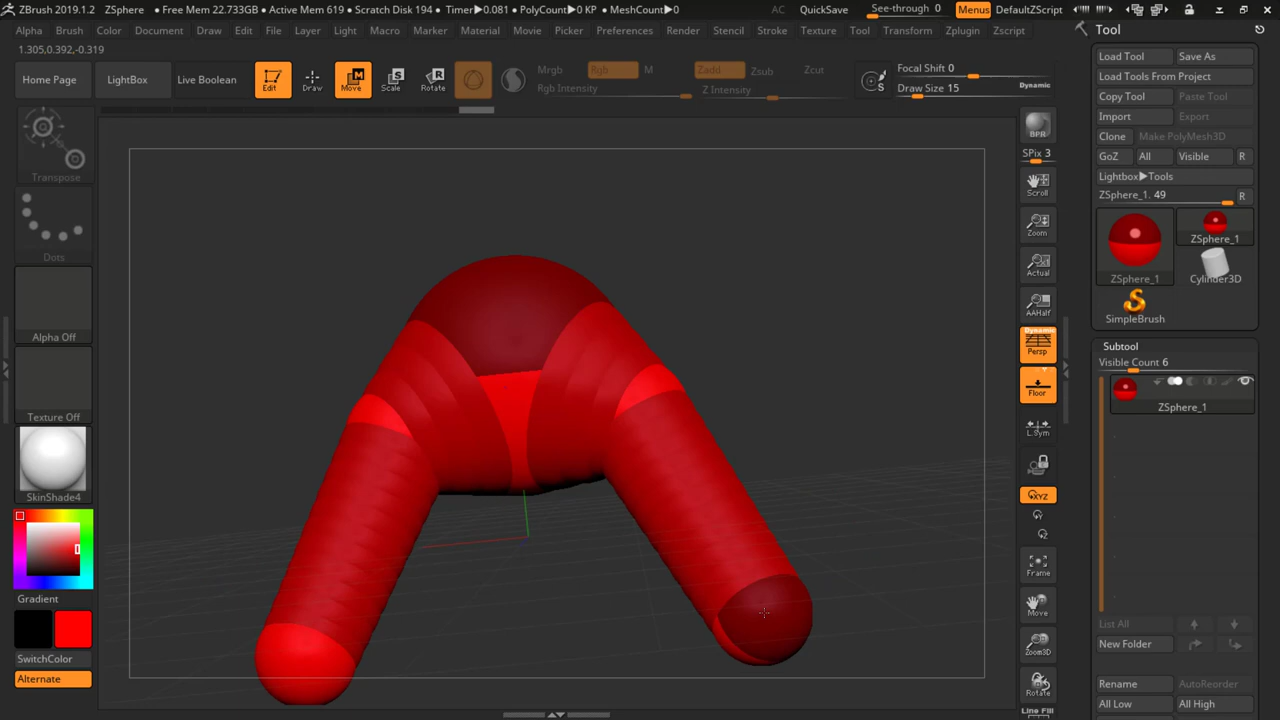 ZBrush 2019.1.2 ZSphere ● Free Mem 22.733GB ● Active Mem 619 ● Scratch Disk 194 ● Timer▶0.081 ● PolyCount▶0 KP ● MeshCount▶0 AC QuickSave See-through 0 Menus DefaultZScript
Alpha Brush Color Document Draw Edit File Layer Light Macro Marker Material Movie Picker Preferences Render Stencil Stroke Texture Tool Transform Zplugin Zscript
1.305,0.392,-0.319
Home Page LightBox Live Boolean Edit Draw Move Scale Rotate
Mrgb Rgb M Zadd Zsub Zcut
Rgb Intensity Z Intensity
Focal Shift 0
Draw Size 15 Dynamic
Transpose
Dots
Alpha Off
Texture Off
SkinShade4
Gradient
SwitchColor
Alternate
BPR
SPix 3
Scroll
Zoom
Actual
AAHalf
Dynamic
Persp
Floor
L.Sym
XYZ
Y
Z
Frame
Move
Zoom3D
Rotate
Line Fill
Tool
Load Tool Save As
Load Tools From Project
Copy Tool Paste Tool
Import Export
Clone Make PolyMesh3D
GoZ All Visible R
Lightbox▶Tools
ZSphere_1. 49 R
ZSphere_1
ZSphere_1 Cylinder3D
SimpleBrush
Subtool
Visible Count 6
ZSphere_1
List All
New Folder
Rename AutoReorder
All Low All High